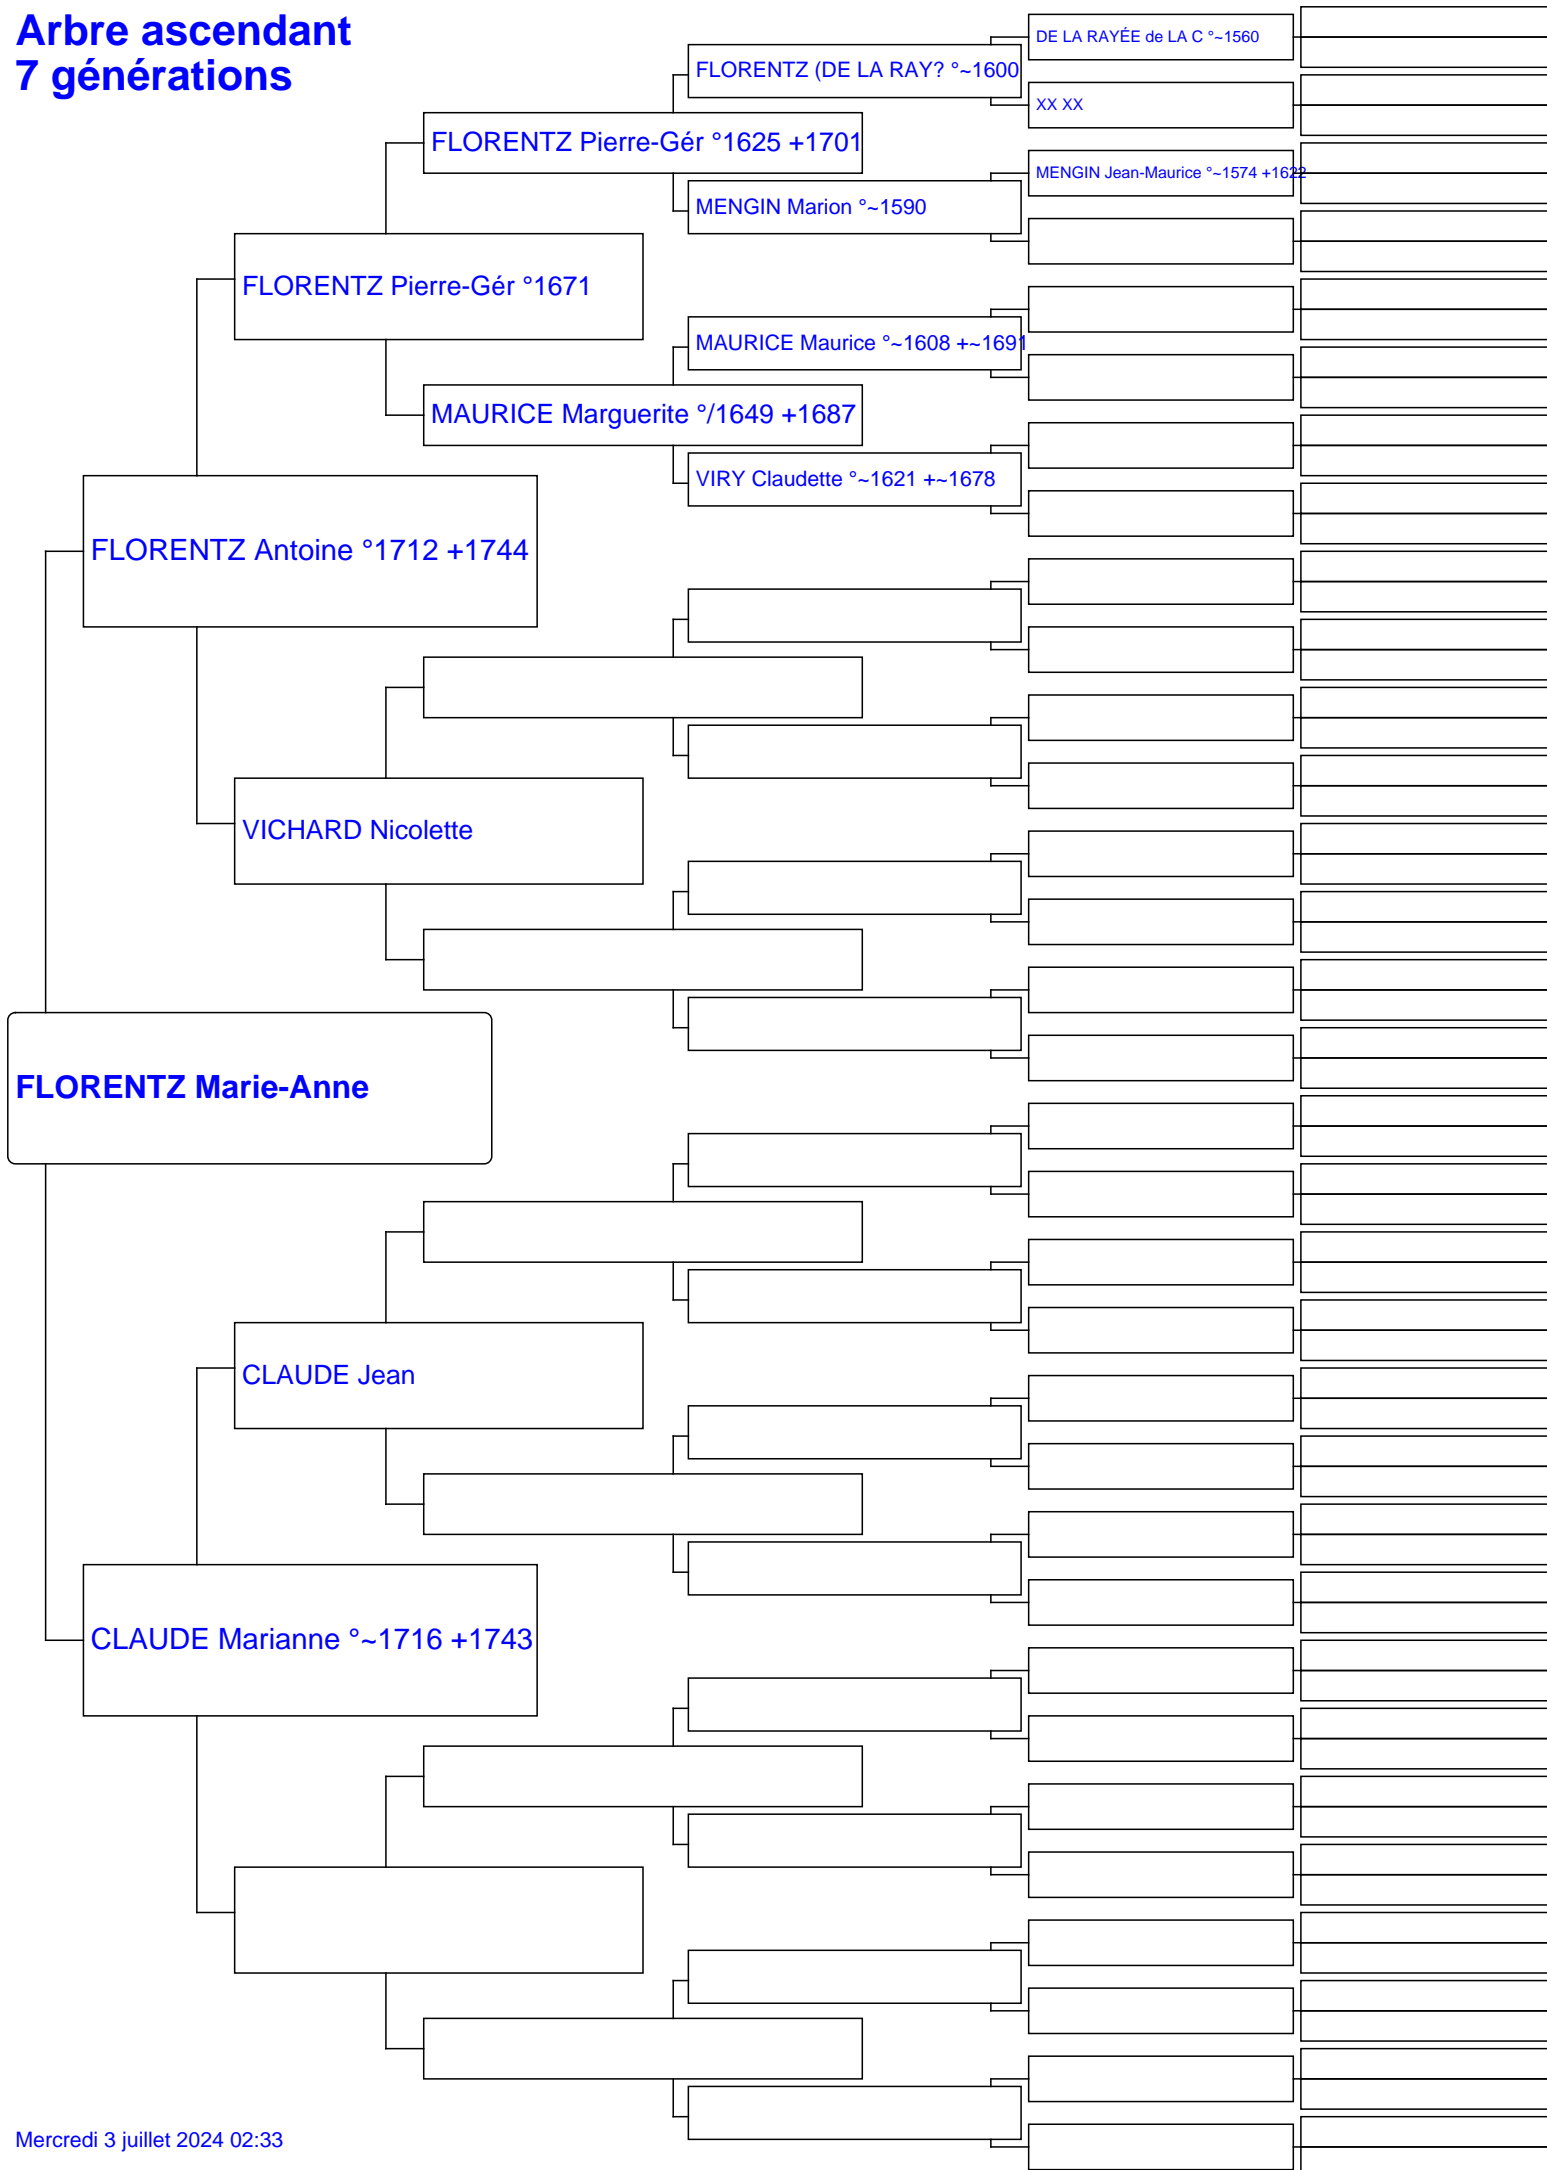 Arbre ascendant
7 générations
DE LA RAYÉE de LA C °~1560
FLORENTZ (DE LA RAY? °~1600
XX XX
FLORENTZ Pierre-Gér °1625 +1701
MENGIN Jean-Maurice °~1574 +1622
MENGIN Marion °~1590
FLORENTZ Pierre-Gér °1671
MAURICE Maurice °~1608 +~1691
MAURICE Marguerite °/1649 +1687
VIRY Claudette °~1621 +~1678
FLORENTZ Antoine °1712 +1744
VICHARD Nicolette
FLORENTZ Marie-Anne
CLAUDE Jean
CLAUDE Marianne °~1716 +1743
Mercredi 3 juillet 2024 02:33